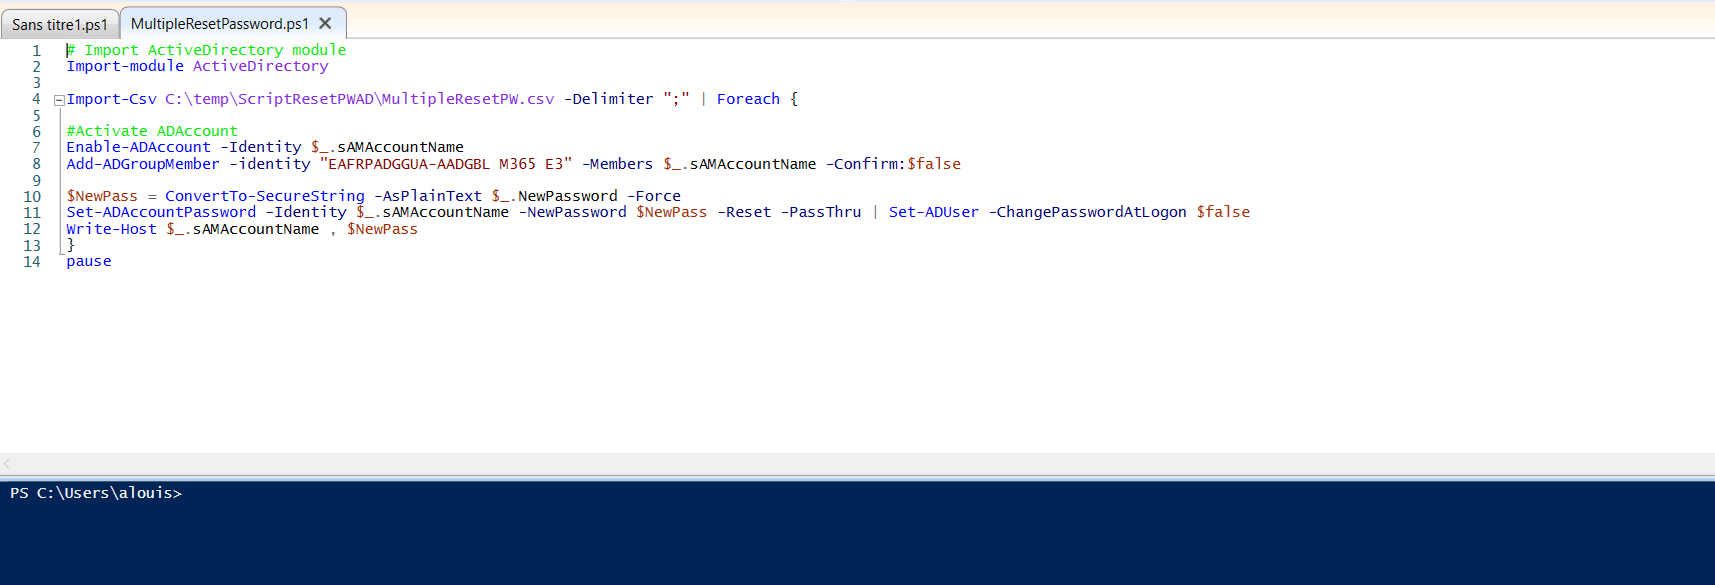 Sans titre1.ps1 MultipleResetPassword.ps1 X
1 # Import ActiveDirectory module
2 Import-module ActiveDirectory
3
4 Import-Csv C:\temp\ScriptResetPWAD\MultipleResetPW.csv -Delimiter ";" | Foreach {
5
6 #Activate ADAccount
7 Enable-ADAccount -Identity $_.sAMAccountName
8 Add-ADGroupMember -identity "EAFRPADGGUA-AADGBL M365 E3" -Members $_.sAMAccountName -Confirm:$false
9
10 $NewPass = ConvertTo-SecureString -AsPlainText $_.NewPassword -Force
11 Set-ADAccountPassword -Identity $_.sAMAccountName -NewPassword $NewPass -Reset -PassThru | Set-ADUser -ChangePasswordAtLogon $false
12 Write-Host $_.sAMAccountName , $NewPass
13 }
14 pause
PS C:\Users\alouis>